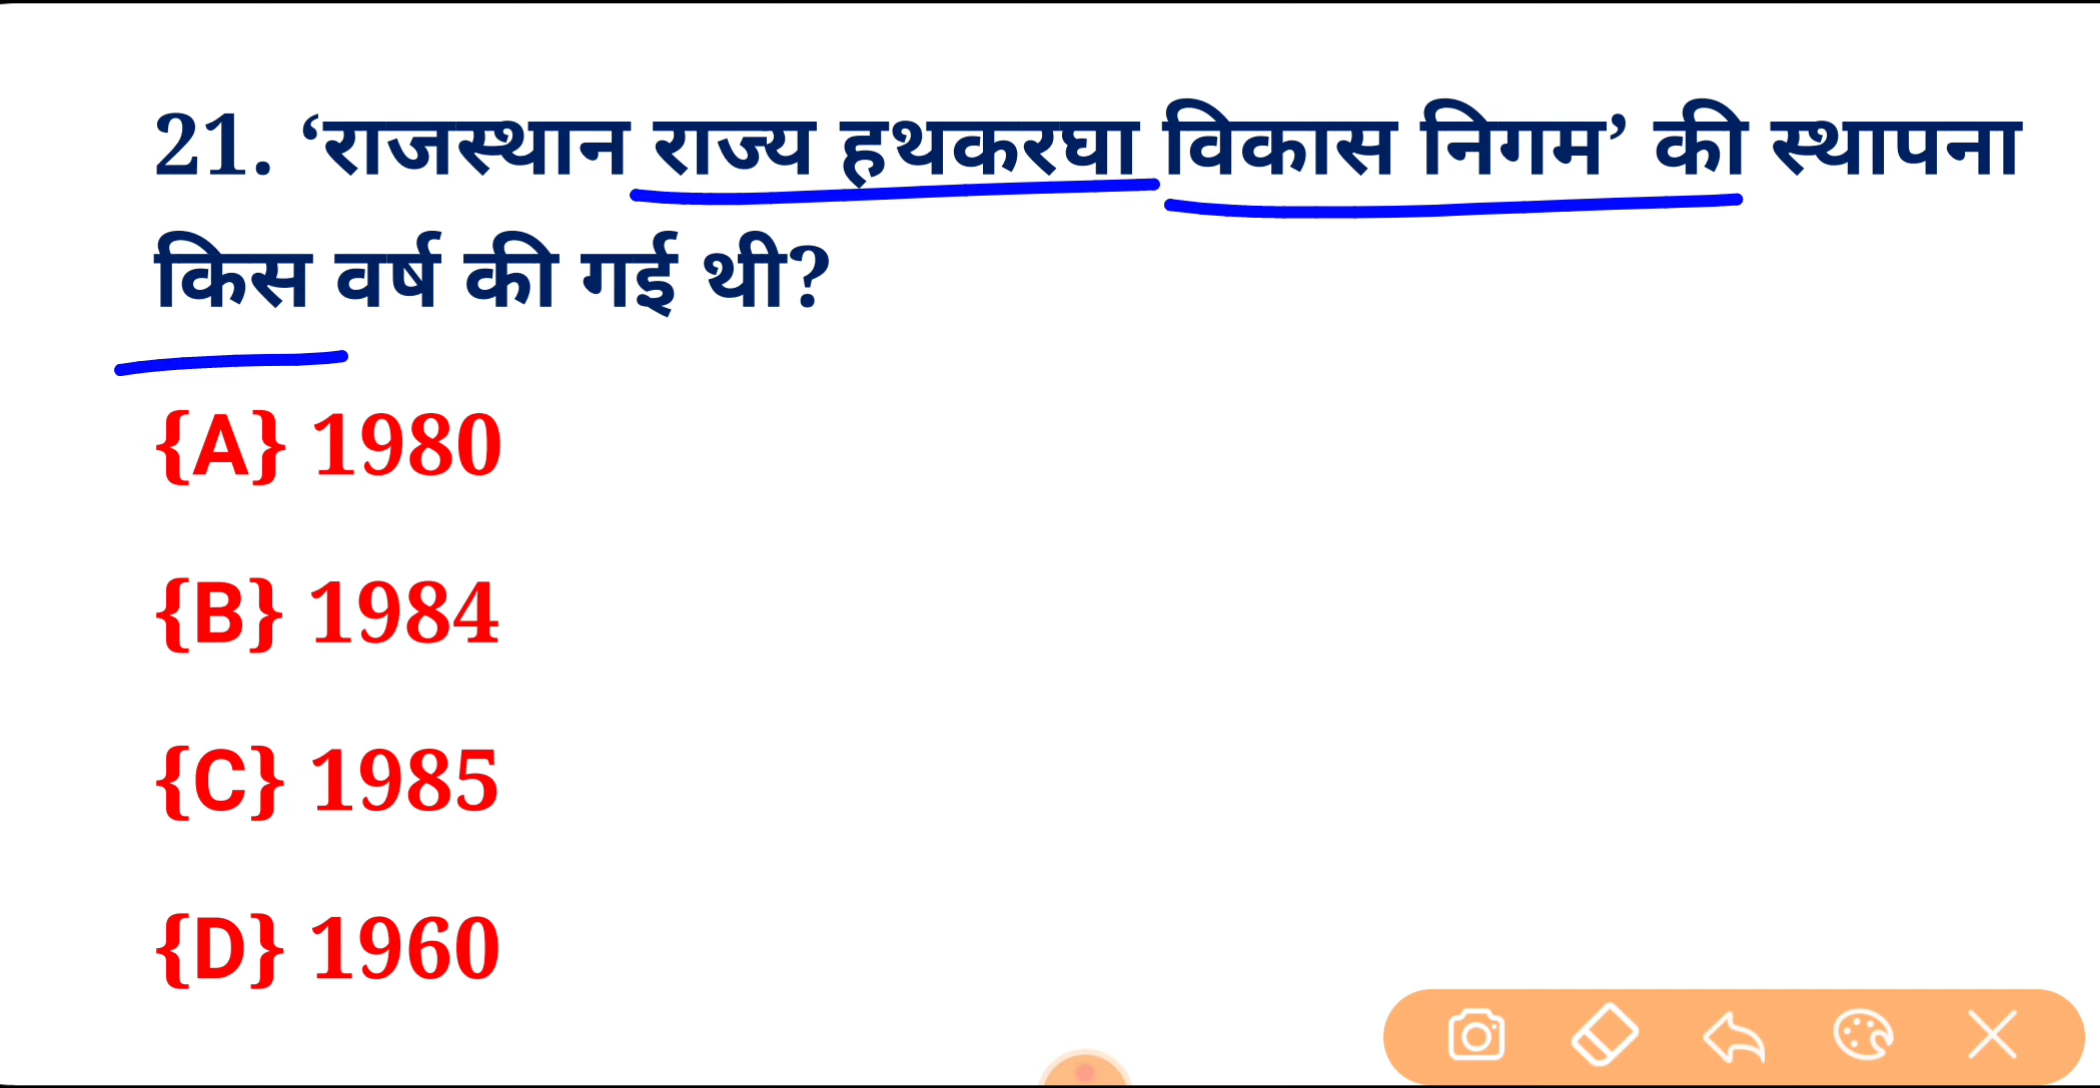 21. ‘राजस्थान राज्य हथकरघा विकास निगम’ की स्थापना
किस वर्ष की गई थी?
{A} 1980
{B} 1984
{C} 1985
{D} 1960